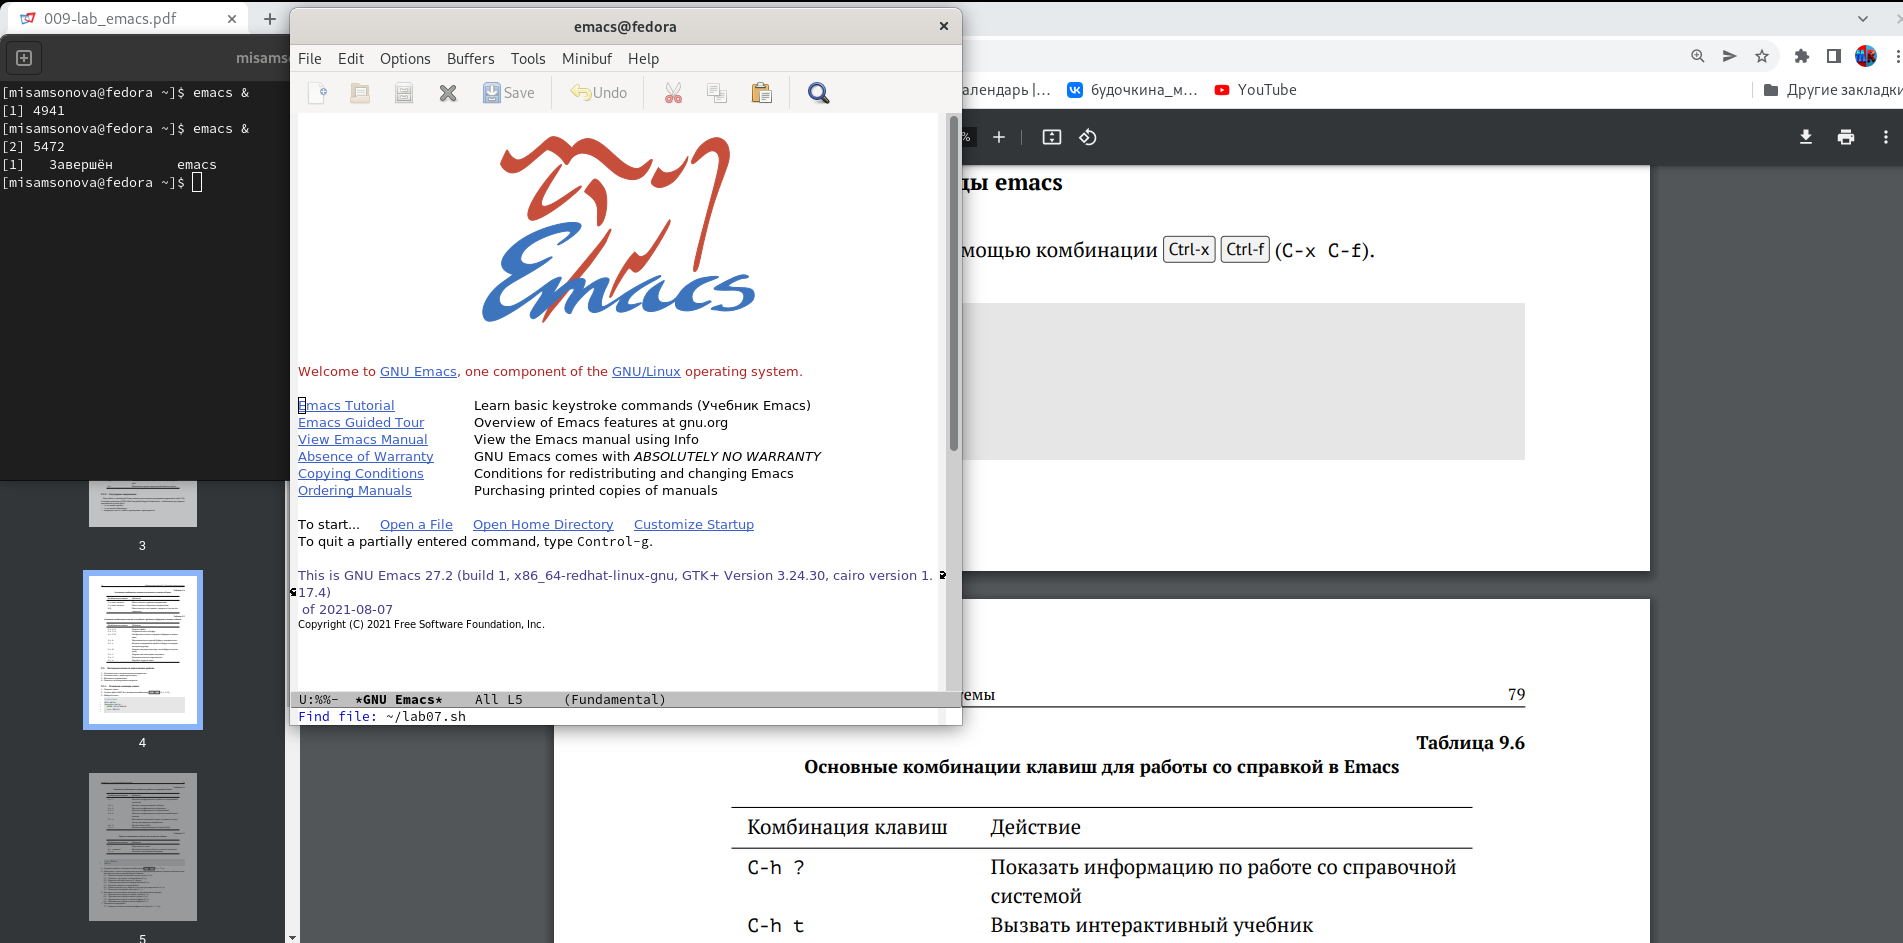 009-lab_emacs.pdf
misams
[misamsonova@fedora ~]$ emacs &
[1] 4941
[misamsonova@fedora ~]$ emacs &
[2] 5472
[1]   Завершён        emacs
[misamsonova@fedora ~]$
emacs@fedora
File Edit Options Buffers Tools Minibuf Help
Save Undo
Emacs
Welcome to GNU Emacs, one component of the GNU/Linux operating system.
Emacs Tutorial Learn basic keystroke commands (Учебник Emacs)
Emacs Guided Tour Overview of Emacs features at gnu.org
View Emacs Manual View the Emacs manual using Info
Absence of Warranty GNU Emacs comes with ABSOLUTELY NO WARRANTY
Copying Conditions Conditions for redistributing and changing Emacs
Ordering Manuals Purchasing printed copies of manuals
To start... Open a File Open Home Directory Customize Startup
To quit a partially entered command, type Control-g.
This is GNU Emacs 27.2 (build 1, x86_64-redhat-linux-gnu, GTK+ Version 3.24.30, cairo version 1.
17.4)
of 2021-08-07
Copyright (C) 2021 Free Software Foundation, Inc.
U:%%-  *GNU Emacs*    All L5     (Fundamental)
Find file: ~/lab07.sh
алендарь |... будочкина_м... YouTube Другие закладки
%
ды emacs
мощью комбинации Ctrl-x Ctrl-f (C-x C-f).
емы 79
Таблица 9.6
Основные комбинации клавиш для работы со справкой в Emacs
Комбинация клавиш Действие
C-h ? Показать информацию по работе со справочной
системой
C-h t Вызвать интерактивный учебник
3
4
5